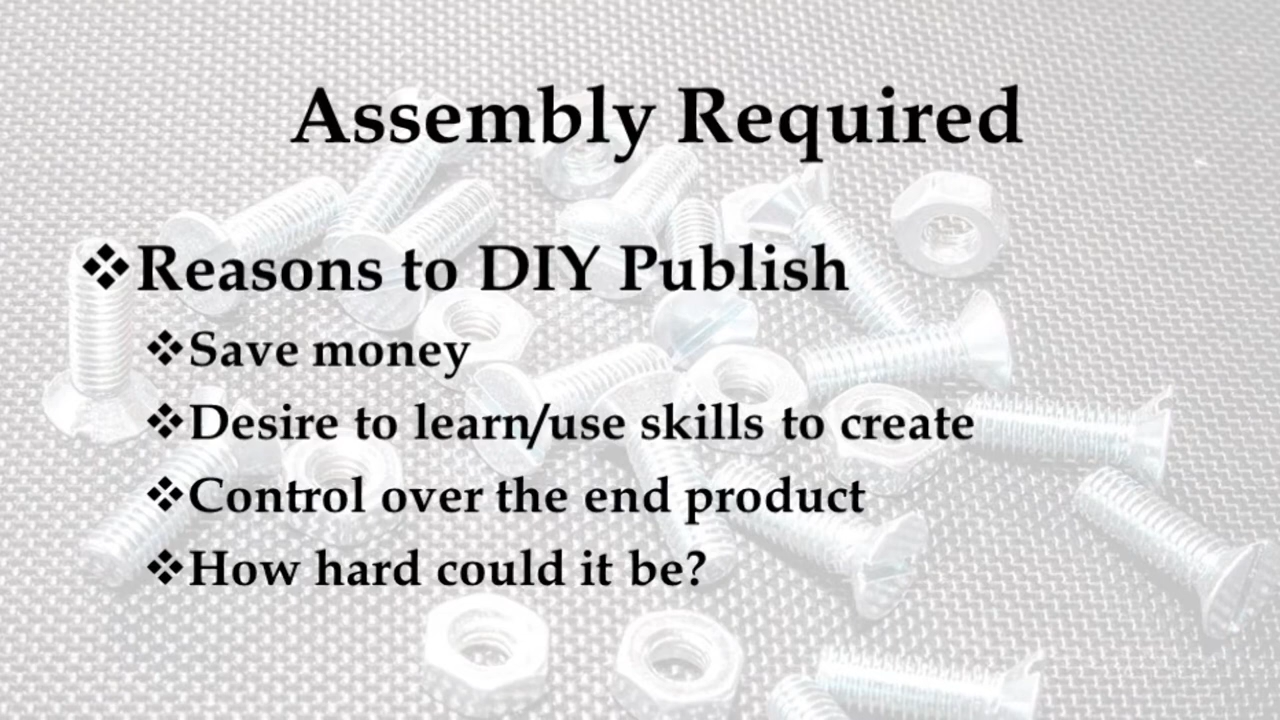 Assembly Required
❖Reasons to DIY Publish
❖Save money
❖Desire to learn/use skills to create
❖Control over the end product
❖How hard could it be?